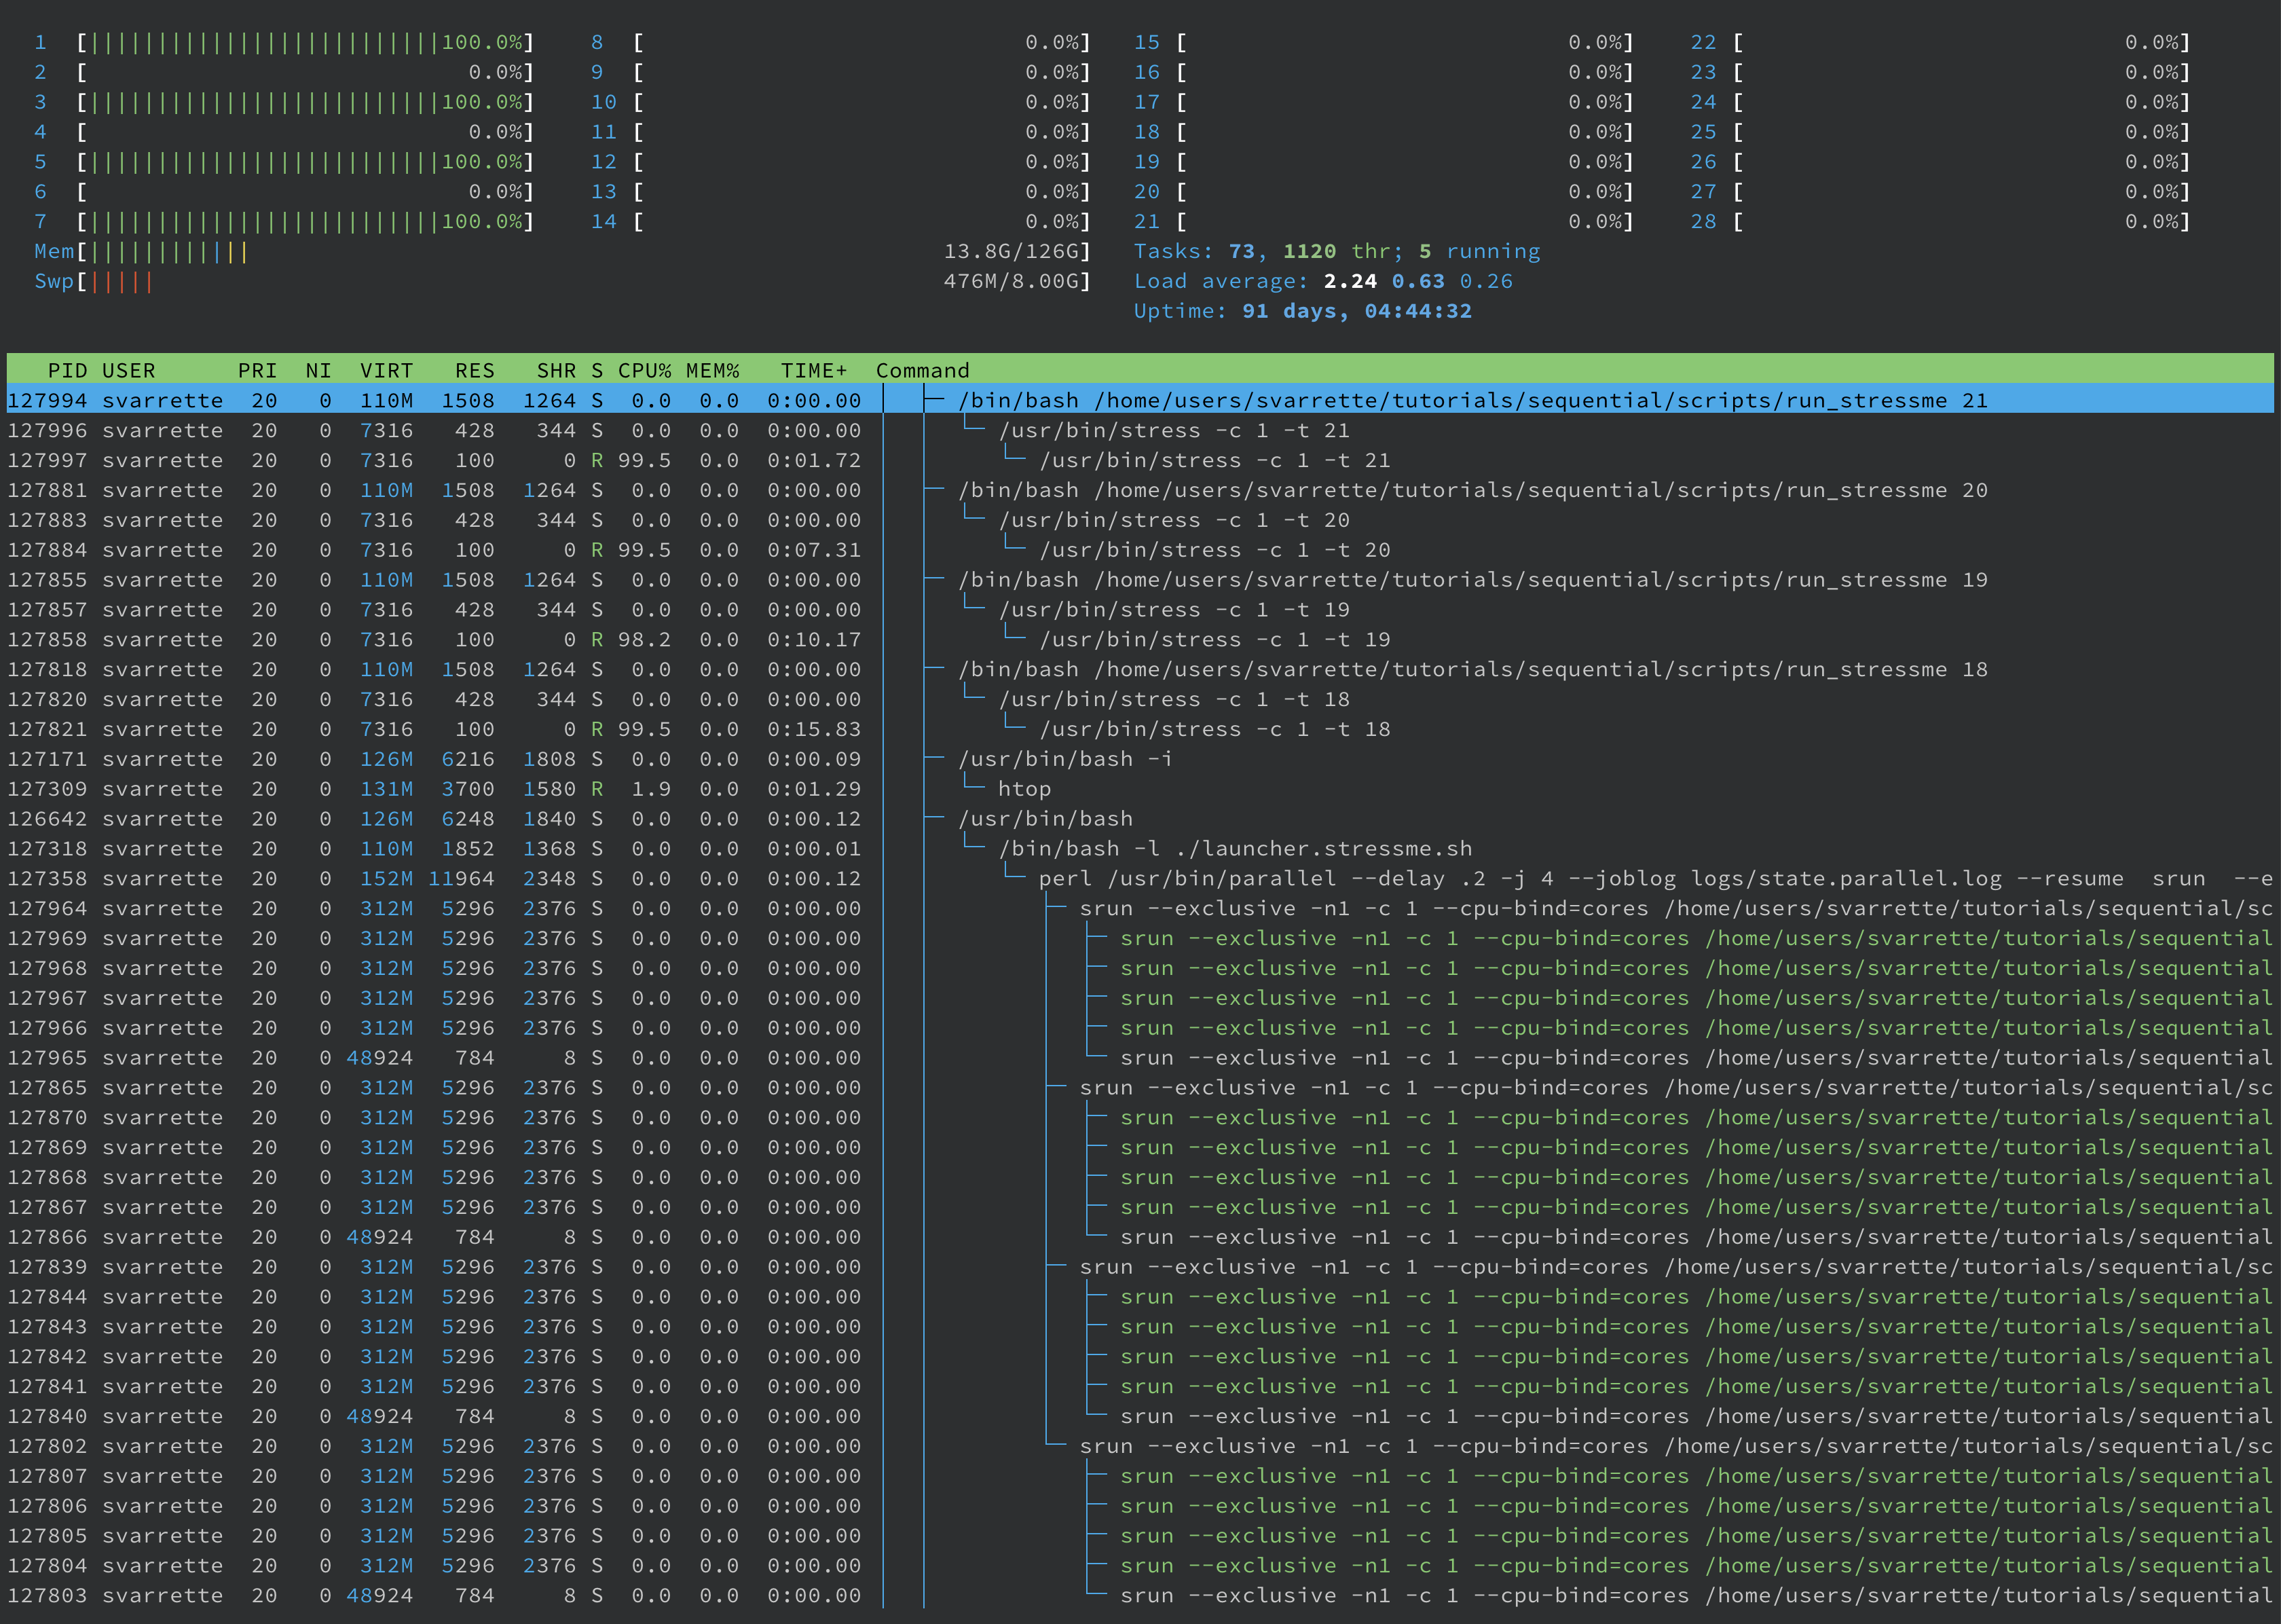 1 [||||||||||||||||||||||||||100.0%] 8 [ 0.0%] 15 [ 0.0%] 22 [ 0.0%]
2 [ 0.0%] 9 [ 0.0%] 16 [ 0.0%] 23 [ 0.0%]
3 [||||||||||||||||||||||||||100.0%] 10 [ 0.0%] 17 [ 0.0%] 24 [ 0.0%]
4 [ 0.0%] 11 [ 0.0%] 18 [ 0.0%] 25 [ 0.0%]
5 [||||||||||||||||||||||||||100.0%] 12 [ 0.0%] 19 [ 0.0%] 26 [ 0.0%]
6 [ 0.0%] 13 [ 0.0%] 20 [ 0.0%] 27 [ 0.0%]
7 [||||||||||||||||||||||||||100.0%] 14 [ 0.0%] 21 [ 0.0%] 28 [ 0.0%]
Mem[|||||||||||| 13.8G/126G] Tasks: 73, 1120 thr; 5 running
Swp[||||| 476M/8.00G] Load average: 2.24 0.63 0.26
Uptime: 91 days, 04:44:32
PID USER PRI NI VIRT RES SHR S CPU% MEM% TIME+ Command
127994 svarrette 20 0 110M 1508 1264 S 0.0 0.0 0:00.00 /bin/bash /home/users/svarrette/tutorials/sequential/scripts/run_stressme 21
127996 svarrette 20 0 7316 428 344 S 0.0 0.0 0:00.00 /usr/bin/stress -c 1 -t 21
127997 svarrette 20 0 7316 100 0 R 99.5 0.0 0:01.72 /usr/bin/stress -c 1 -t 21
127881 svarrette 20 0 110M 1508 1264 S 0.0 0.0 0:00.00 /bin/bash /home/users/svarrette/tutorials/sequential/scripts/run_stressme 20
127883 svarrette 20 0 7316 428 344 S 0.0 0.0 0:00.00 /usr/bin/stress -c 1 -t 20
127884 svarrette 20 0 7316 100 0 R 99.5 0.0 0:07.31 /usr/bin/stress -c 1 -t 20
127855 svarrette 20 0 110M 1508 1264 S 0.0 0.0 0:00.00 /bin/bash /home/users/svarrette/tutorials/sequential/scripts/run_stressme 19
127857 svarrette 20 0 7316 428 344 S 0.0 0.0 0:00.00 /usr/bin/stress -c 1 -t 19
127858 svarrette 20 0 7316 100 0 R 98.2 0.0 0:10.17 /usr/bin/stress -c 1 -t 19
127818 svarrette 20 0 110M 1508 1264 S 0.0 0.0 0:00.00 /bin/bash /home/users/svarrette/tutorials/sequential/scripts/run_stressme 18
127820 svarrette 20 0 7316 428 344 S 0.0 0.0 0:00.00 /usr/bin/stress -c 1 -t 18
127821 svarrette 20 0 7316 100 0 R 99.5 0.0 0:15.83 /usr/bin/stress -c 1 -t 18
127171 svarrette 20 0 126M 6216 1808 S 0.0 0.0 0:00.09 /usr/bin/bash -i
127309 svarrette 20 0 131M 3700 1580 R 1.9 0.0 0:01.29 htop
126642 svarrette 20 0 126M 6248 1840 S 0.0 0.0 0:00.12 /usr/bin/bash
127318 svarrette 20 0 110M 1852 1368 S 0.0 0.0 0:00.01 /bin/bash -l ./launcher.stressme.sh
127358 svarrette 20 0 152M 11964 2348 S 0.0 0.0 0:00.12 perl /usr/bin/parallel --delay .2 -j 4 --joblog logs/state.parallel.log --resume  srun  --e
127964 svarrette 20 0 312M 5296 2376 S 0.0 0.0 0:00.00 srun --exclusive -n1 -c 1 --cpu-bind=cores /home/users/svarrette/tutorials/sequential/sc
127969 svarrette 20 0 312M 5296 2376 S 0.0 0.0 0:00.00 srun --exclusive -n1 -c 1 --cpu-bind=cores /home/users/svarrette/tutorials/sequential
127968 svarrette 20 0 312M 5296 2376 S 0.0 0.0 0:00.00 srun --exclusive -n1 -c 1 --cpu-bind=cores /home/users/svarrette/tutorials/sequential
127967 svarrette 20 0 312M 5296 2376 S 0.0 0.0 0:00.00 srun --exclusive -n1 -c 1 --cpu-bind=cores /home/users/svarrette/tutorials/sequential
127966 svarrette 20 0 312M 5296 2376 S 0.0 0.0 0:00.00 srun --exclusive -n1 -c 1 --cpu-bind=cores /home/users/svarrette/tutorials/sequential
127965 svarrette 20 0 48924 784 8 S 0.0 0.0 0:00.00 srun --exclusive -n1 -c 1 --cpu-bind=cores /home/users/svarrette/tutorials/sequential
127865 svarrette 20 0 312M 5296 2376 S 0.0 0.0 0:00.00 srun --exclusive -n1 -c 1 --cpu-bind=cores /home/users/svarrette/tutorials/sequential/sc
127870 svarrette 20 0 312M 5296 2376 S 0.0 0.0 0:00.00 srun --exclusive -n1 -c 1 --cpu-bind=cores /home/users/svarrette/tutorials/sequential
127869 svarrette 20 0 312M 5296 2376 S 0.0 0.0 0:00.00 srun --exclusive -n1 -c 1 --cpu-bind=cores /home/users/svarrette/tutorials/sequential
127868 svarrette 20 0 312M 5296 2376 S 0.0 0.0 0:00.00 srun --exclusive -n1 -c 1 --cpu-bind=cores /home/users/svarrette/tutorials/sequential
127867 svarrette 20 0 312M 5296 2376 S 0.0 0.0 0:00.00 srun --exclusive -n1 -c 1 --cpu-bind=cores /home/users/svarrette/tutorials/sequential
127866 svarrette 20 0 48924 784 8 S 0.0 0.0 0:00.00 srun --exclusive -n1 -c 1 --cpu-bind=cores /home/users/svarrette/tutorials/sequential
127839 svarrette 20 0 312M 5296 2376 S 0.0 0.0 0:00.00 srun --exclusive -n1 -c 1 --cpu-bind=cores /home/users/svarrette/tutorials/sequential/sc
127844 svarrette 20 0 312M 5296 2376 S 0.0 0.0 0:00.00 srun --exclusive -n1 -c 1 --cpu-bind=cores /home/users/svarrette/tutorials/sequential
127843 svarrette 20 0 312M 5296 2376 S 0.0 0.0 0:00.00 srun --exclusive -n1 -c 1 --cpu-bind=cores /home/users/svarrette/tutorials/sequential
127842 svarrette 20 0 312M 5296 2376 S 0.0 0.0 0:00.00 srun --exclusive -n1 -c 1 --cpu-bind=cores /home/users/svarrette/tutorials/sequential
127841 svarrette 20 0 312M 5296 2376 S 0.0 0.0 0:00.00 srun --exclusive -n1 -c 1 --cpu-bind=cores /home/users/svarrette/tutorials/sequential
127840 svarrette 20 0 48924 784 8 S 0.0 0.0 0:00.00 srun --exclusive -n1 -c 1 --cpu-bind=cores /home/users/svarrette/tutorials/sequential
127802 svarrette 20 0 312M 5296 2376 S 0.0 0.0 0:00.00 srun --exclusive -n1 -c 1 --cpu-bind=cores /home/users/svarrette/tutorials/sequential/sc
127807 svarrette 20 0 312M 5296 2376 S 0.0 0.0 0:00.00 srun --exclusive -n1 -c 1 --cpu-bind=cores /home/users/svarrette/tutorials/sequential
127806 svarrette 20 0 312M 5296 2376 S 0.0 0.0 0:00.00 srun --exclusive -n1 -c 1 --cpu-bind=cores /home/users/svarrette/tutorials/sequential
127805 svarrette 20 0 312M 5296 2376 S 0.0 0.0 0:00.00 srun --exclusive -n1 -c 1 --cpu-bind=cores /home/users/svarrette/tutorials/sequential
127804 svarrette 20 0 312M 5296 2376 S 0.0 0.0 0:00.00 srun --exclusive -n1 -c 1 --cpu-bind=cores /home/users/svarrette/tutorials/sequential
127803 svarrette 20 0 48924 784 8 S 0.0 0.0 0:00.00 srun --exclusive -n1 -c 1 --cpu-bind=cores /home/users/svarrette/tutorials/sequential